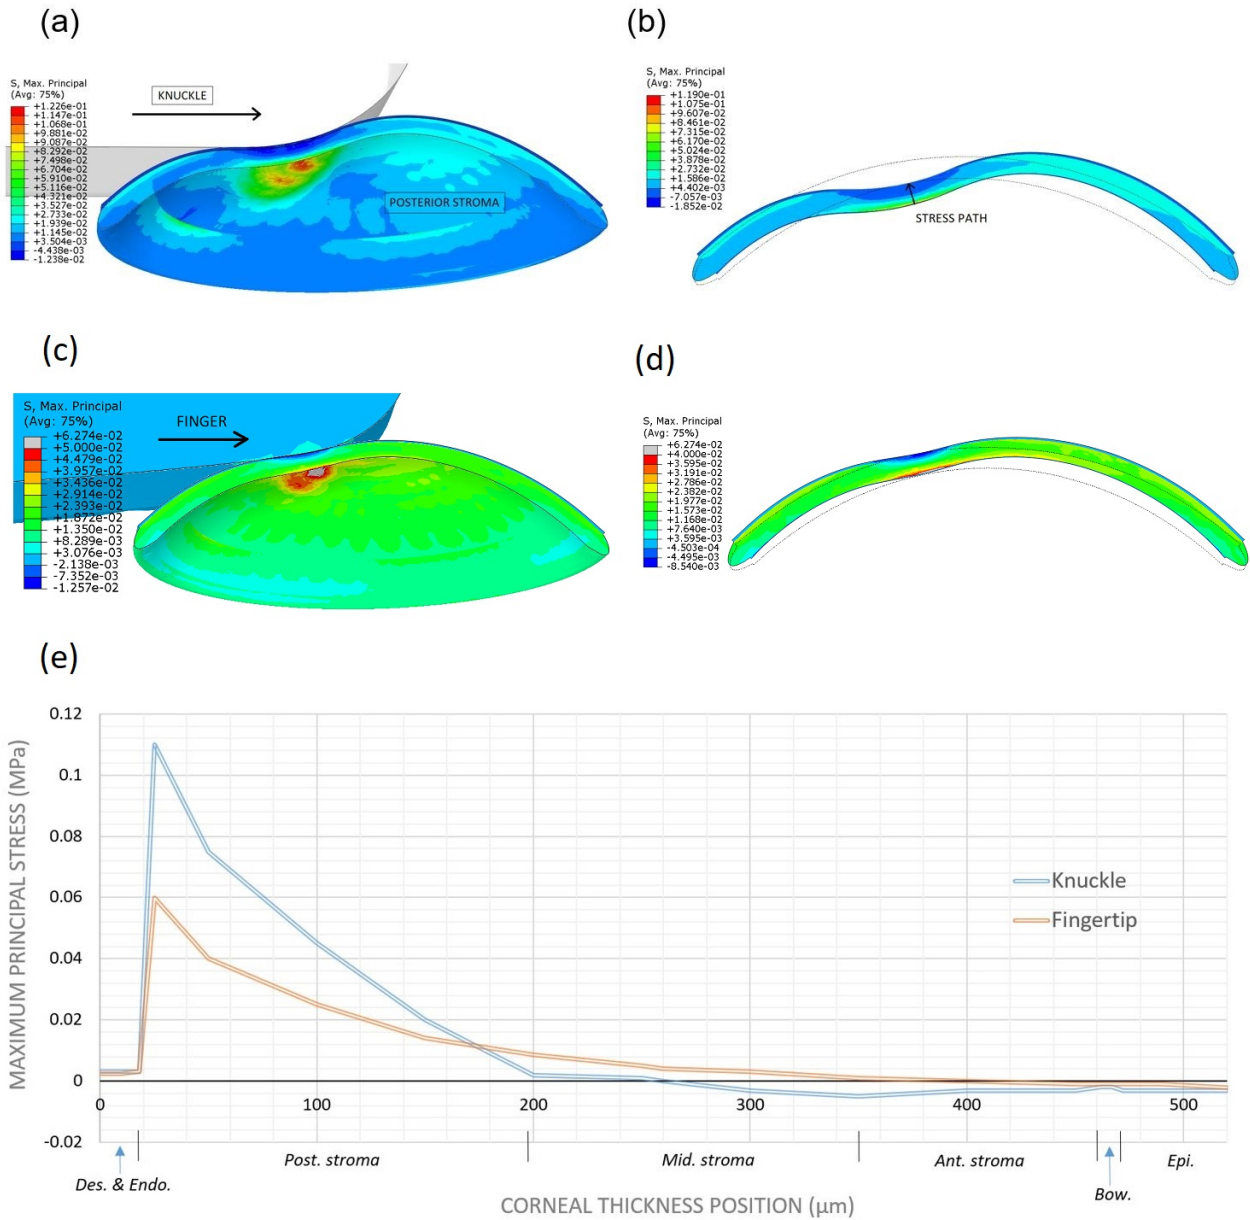 (a)
S, Max. Principal
(Avg: 75%)
+1.226e-01
+1.147e-01
+1.068e-01
+9.881e-02
+9.087e-02
+8.292e-02
+7.498e-02
+6.704e-02
+5.910e-02
+5.116e-02
+4.321e-02
+3.527e-02
+2.733e-02
+1.939e-02
+1.145e-02
+3.504e-03
-4.438e-03
-1.238e-02
KNUCKLE
POSTERIOR STROMA
(b)
S, Max. Principal
(Avg: 75%)
+1.190e-01
+1.075e-01
+9.607e-02
+8.461e-02
+7.315e-02
+6.170e-02
+5.024e-02
+3.878e-02
+2.732e-02
+1.586e-02
+4.402e-03
-7.057e-03
-1.852e-02
STRESS PATH
(c)
S, Max. Principal
(Avg: 75%)
+6.274e-02
+5.000e-02
+4.479e-02
+3.957e-02
+3.436e-02
+2.914e-02
+2.393e-02
+1.872e-02
+1.350e-02
+8.289e-03
+3.076e-03
-2.138e-03
-7.352e-03
-1.257e-02
FINGER
(d)
S, Max. Principal
(Avg: 75%)
+6.274e-02
+4.000e-02
+3.595e-02
+3.191e-02
+2.786e-02
+2.382e-02
+1.977e-02
+1.573e-02
+1.168e-02
+7.640e-03
+3.595e-03
-4.503e-04
-4.495e-03
-8.540e-03
(e)
MAXIMUM PRINCIPAL STRESS (MPa)
0.12
0.1
0.08
0.06
0.04
0.02
0
-0.02
Knuckle
Fingertip
0 100 200 300 400 500
Des. & Endo. Post. stroma Mid. stroma Ant. stroma Bow. Epi.
CORNEAL THICKNESS POSITION (µm)